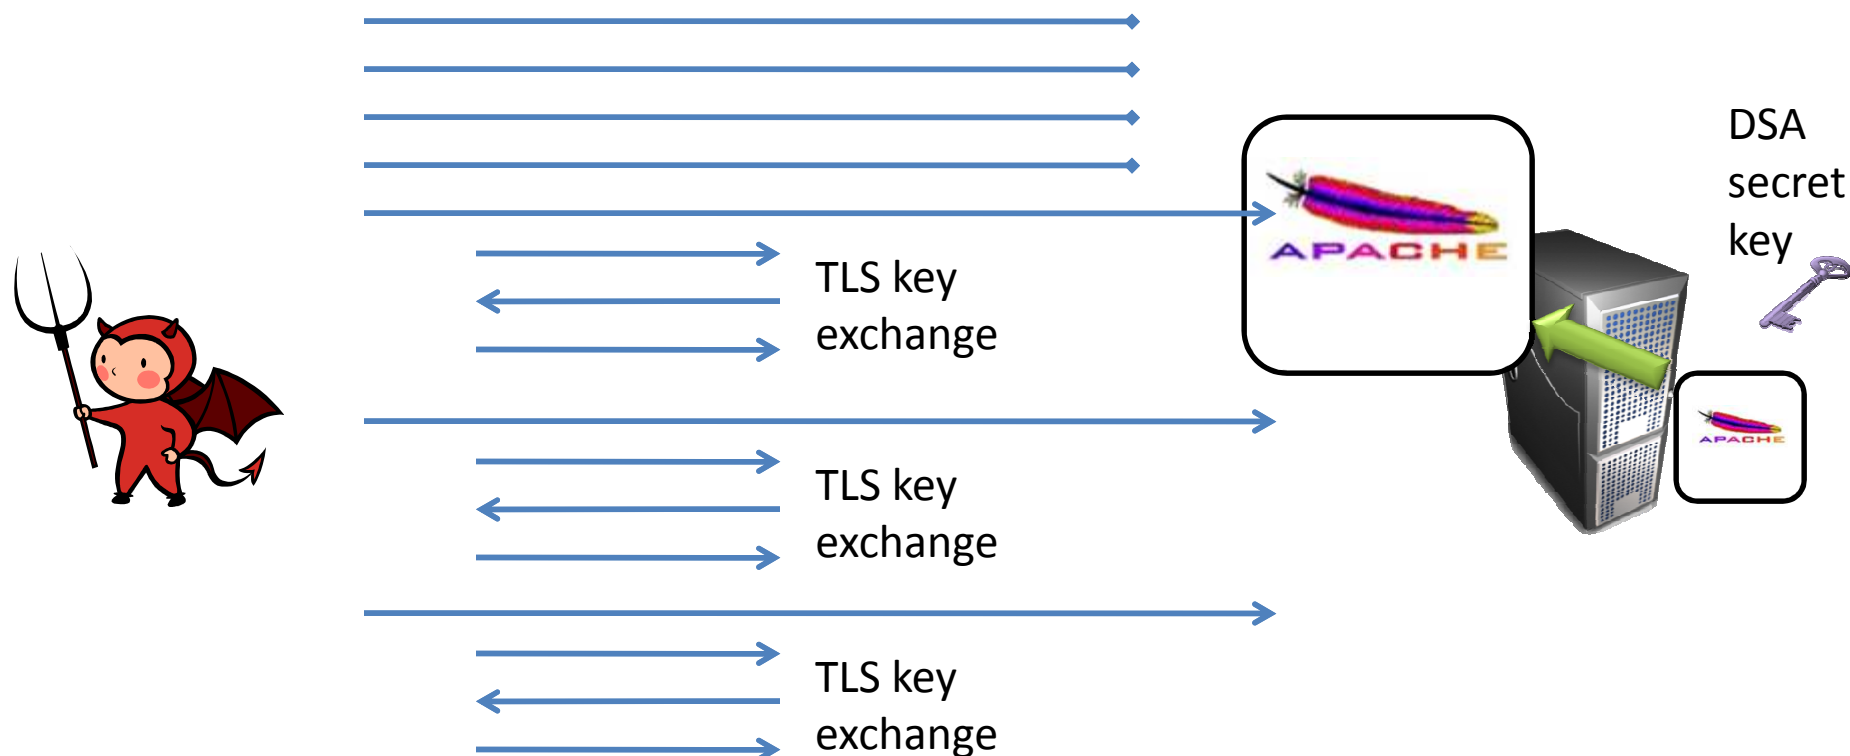 DSA
secret
key
APACHE
TLS key
exchange
APACHE
TLS key
exchange
TLS key
exchange